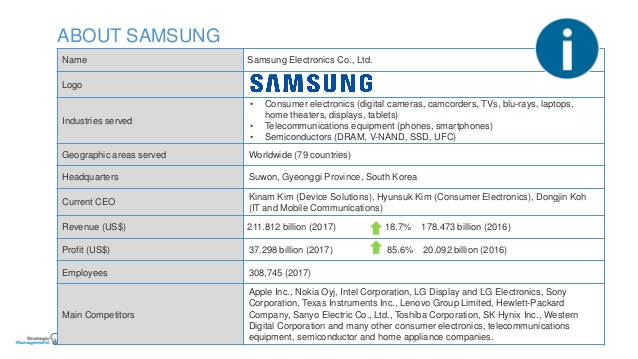 ABOUT SAMSUNG
i
Name
Samsung Electronics Co., Ltd.
Logo
SAMSUNG
Industries served
• Consumer electronics (digital cameras, camcorders, TVs, blu-rays, laptops,
home theaters, displays, tablets)
• Telecommunications equipment (phones, smartphones)
• Semiconductors (DRAM, V-NAND, SSD, UFC)
Geographic areas served
Worldwide (79 countries)
Headquarters
Suwon, Gyeonggi Province, South Korea
Current CEO
Kinam Kim (Device Solutions), Hyunsuk Kim (Consumer Electronics), Dongjin Koh
(IT and Mobile Communications)
Revenue (US$)
211.812 billion (2017) 18.7% 178.473 billion (2016)
Profit (US$)
37.298 billion (2017) 85.6% 20.092 billion (2016)
Employees
308,745 (2017)
Main Competitors
Apple Inc., Nokia Oyj, Intel Corporation, LG Display and LG Electronics, Sony
Corporation, Texas Instruments Inc., Lenovo Group Limited, Hewlett-Packard
Company, Sanyo Electric Co., Ltd., Toshiba Corporation, SK Hynix Inc., Western
Digital Corporation and many other consumer electronics, telecommunications
equipment, semiconductor and home appliance companies.
Strategic
Management